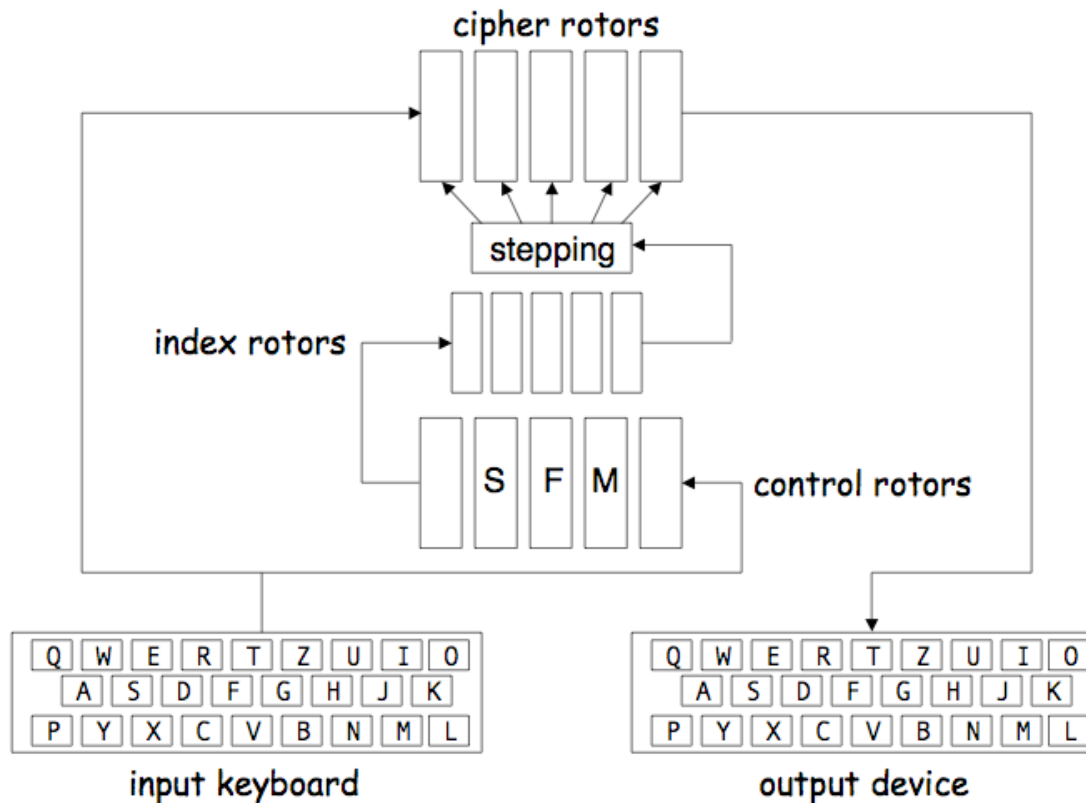 cipher rotors
stepping
index rotors
S F M
control rotors
Q W E R T Z U I O
A S D F G H J K
P Y X C V B N M L
input keyboard
Q W E R T Z U I O
A S D F G H J K
P Y X C V B N M L
output device